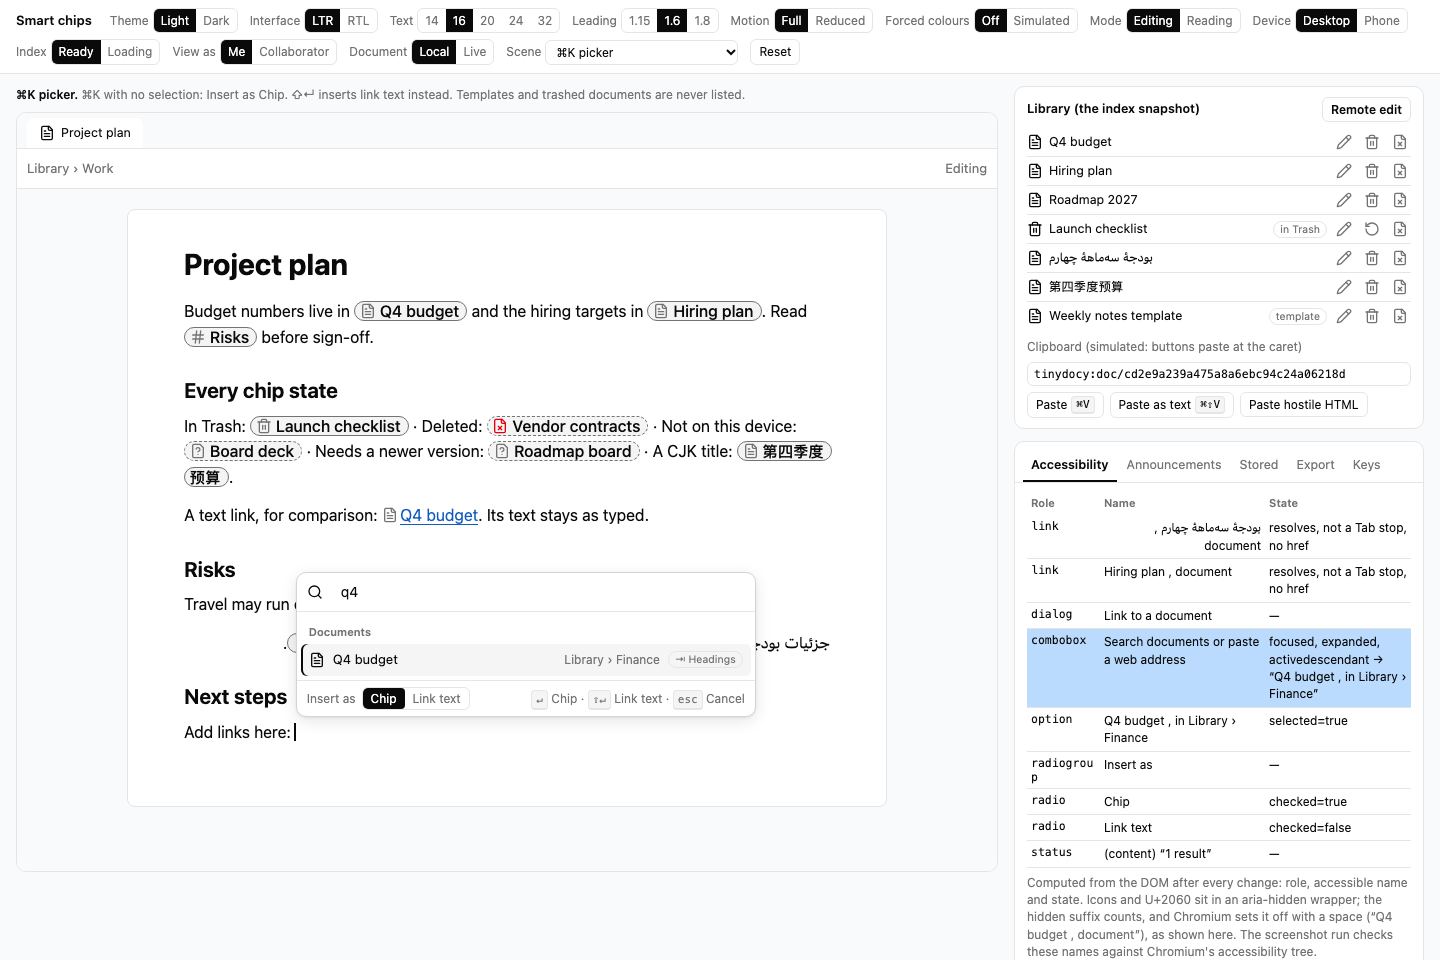 Smart chips Theme Light Dark Interface LTR RTL Text 14 16 20 24 32 Leading 1.15 1.6 1.8 Motion Full Reduced Forced colours Off Simulated Mode Editing Reading Device Desktop Phone
Index Ready Loading View as Me Collaborator Document Local Live Scene ⌘K picker Reset
⌘K picker. ⌘K with no selection: Insert as Chip. ⇧↵ inserts link text instead. Templates and trashed documents are never listed.
Project plan
Library › Work Editing
Project plan
Budget numbers live in Q4 budget and the hiring targets in Hiring plan. Read
# Risks before sign-off.
Every chip state
In Trash: Launch checklist · Deleted: Vendor contracts · Not on this device:
Board deck · Needs a newer version: Roadmap board · A CJK title: 第四季度
预算.
A text link, for comparison: Q4 budget. Its text stays as typed.
Risks
Travel may run
q4
Documents
Q4 budget Library › Finance ⇥ Headings
Insert as Chip Link text ↵ Chip · ⇧↵ Link text · esc Cancel
جزئیات
Next steps
Add links here:
Library (the index snapshot) Remote edit
Q4 budget
Hiring plan
Roadmap 2027
Launch checklist in Trash
بودجهٔ سه‌ماههٔ چهارم
第四季度预算
Weekly notes template template
Clipboard (simulated: buttons paste at the caret)
tinydocy:doc/cd2e9a239a475a8a6ebc94c24a06218d
Paste ⌘V Paste as text ⌘⇧V Paste hostile HTML
Accessibility Announcements Stored Export Keys
Role Name State
link بودجهٔ سه‌ماههٔ چهارم , resolves, not a Tab stop,
document no href
link Hiring plan , document resolves, not a Tab stop,
no href
dialog Link to a document —
combobox Search documents or paste focused, expanded,
a web address activedescendant →
“Q4 budget , in Library ›
Finance”
option Q4 budget , in Library › selected=true
Finance
radiogrou Insert as —
p
radio Chip checked=true
radio Link text checked=false
status (content) “1 result” —
Computed from the DOM after every change: role, accessible name
and state. Icons and U+2060 sit in an aria-hidden wrapper; the
hidden suffix counts, and Chromium sets it off with a space (“Q4
budget , document”), as shown here. The screenshot run checks
these names against Chromium's accessibility tree.